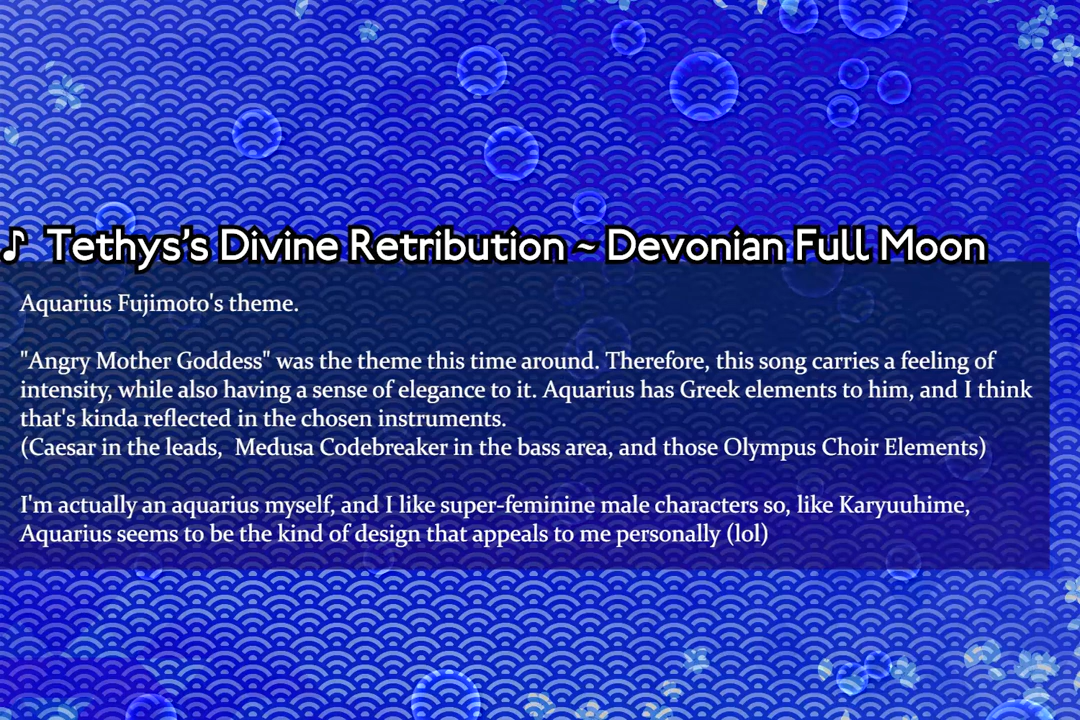 ♪ Tethys’s Divine Retribution ~ Devonian Full Moon
Aquarius Fujimoto's theme.
"Angry Mother Goddess" was the theme this time around. Therefore, this song carries a feeling of
intensity, while also having a sense of elegance to it. Aquarius has Greek elements to him, and I think
that's kinda reflected in the chosen instruments.
(Caesar in the leads,  Medusa Codebreaker in the bass area, and those Olympus Choir Elements)
I'm actually an aquarius myself, and I like super-feminine male characters so, like Karyuuhime,
Aquarius seems to be the kind of design that appeals to me personally (lol)